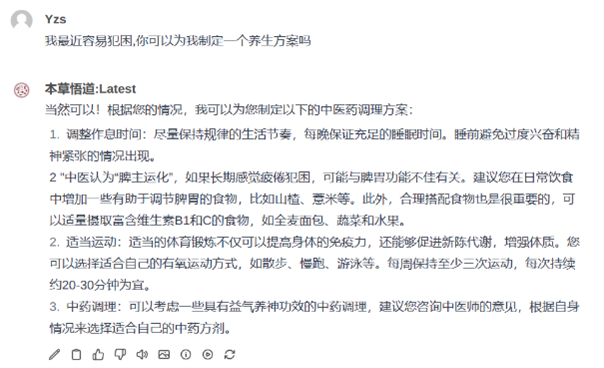 Yzs
我最近容易犯困,你可以为我制定一个养生方案吗
本草悟道:Latest
当然可以！根据您的情况，我可以为您制定以下的中医药调理方案：
1. 调整作息时间：尽量保持规律的生活节奏，每晚保证充足的睡眠时间。睡前避免过度兴奋和精
神紧张的情况出现。
2 "中医认为“脾主运化”，如果长期感觉疲倦犯困，可能与脾胃功能不佳有关。建议您在日常饮食
中增加一些有助于调节脾胃的食物，比如山楂、薏米等。此外，合理搭配食物也是很重要的，可
以适量摄取富含维生素B1和C的食物，如全麦面包、蔬菜和水果。
2. 适当运动：适当的体育锻炼不仅可以提高身体的免疫力，还能够促进新陈代谢，增强体质。您
可以选择适合自己的有氧运动方式，如散步、慢跑、游泳等。每周保持至少三次运动，每次持续
约20-30分钟为宜。
3. 中药调理：可以考虑一些具有益气养神功效的中药调理，建议您咨询中医师的意见，根据自身
情况来选择适合自己的中药方剂。